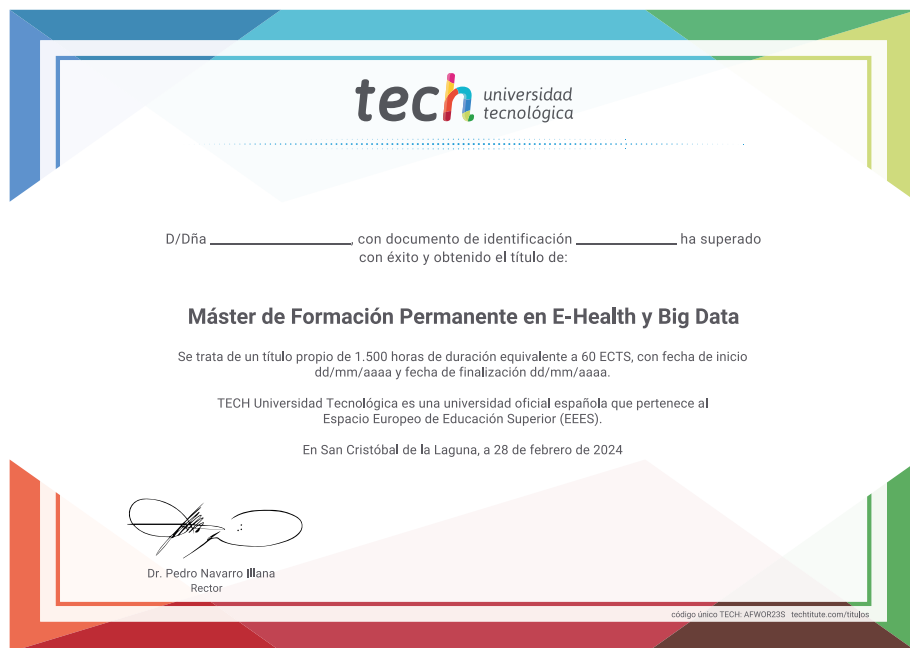 tech universidad
tecnológica
D/Dña ____________________, con documento de identificación ______________ ha superado
con éxito y obtenido el título de:
Máster de Formación Permanente en E-Health y Big Data
Se trata de un título propio de 1.500 horas de duración equivalente a 60 ECTS, con fecha de inicio
dd/mm/aaaa y fecha de finalización dd/mm/aaaa.
TECH Universidad Tecnológica es una universidad oficial española que pertenece al
Espacio Europeo de Educación Superior (EEES).
En San Cristóbal de la Laguna, a 28 de febrero de 2024
Dr. Pedro Navarro Illana
Rector
código único TECH: AFWOR23S techtitute.com/titulos